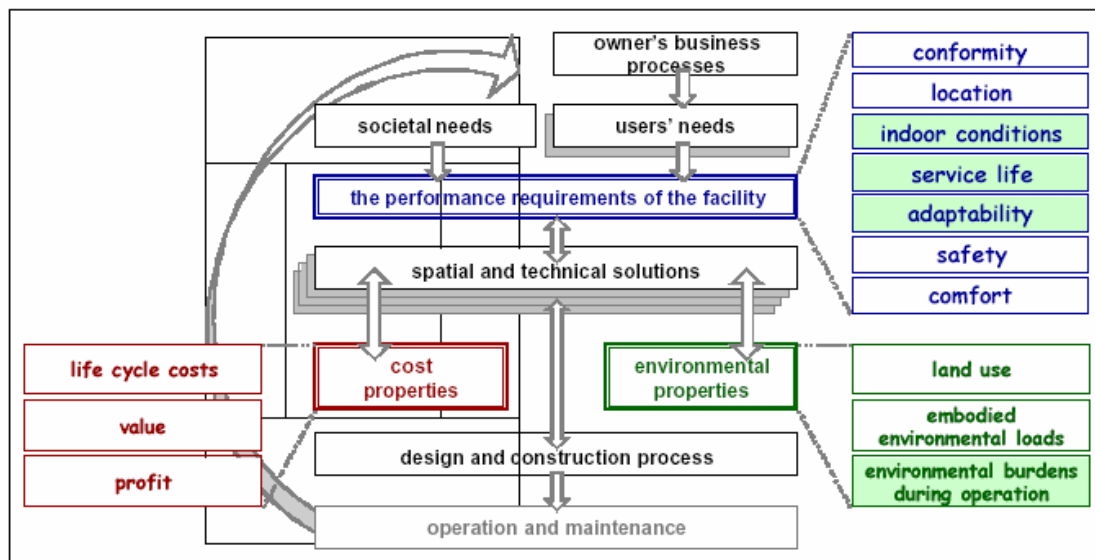 owner's business
processes
societal needs
users' needs
the performance requirements of the facility
spatial and technical solutions
cost
properties
environmental
properties
design and construction process
operation and maintenance
conformity
location
indoor conditions
service life
adaptability
safety
comfort
life cycle costs
value
profit
land use
embodied
environmental loads
environmental burdens
during operation